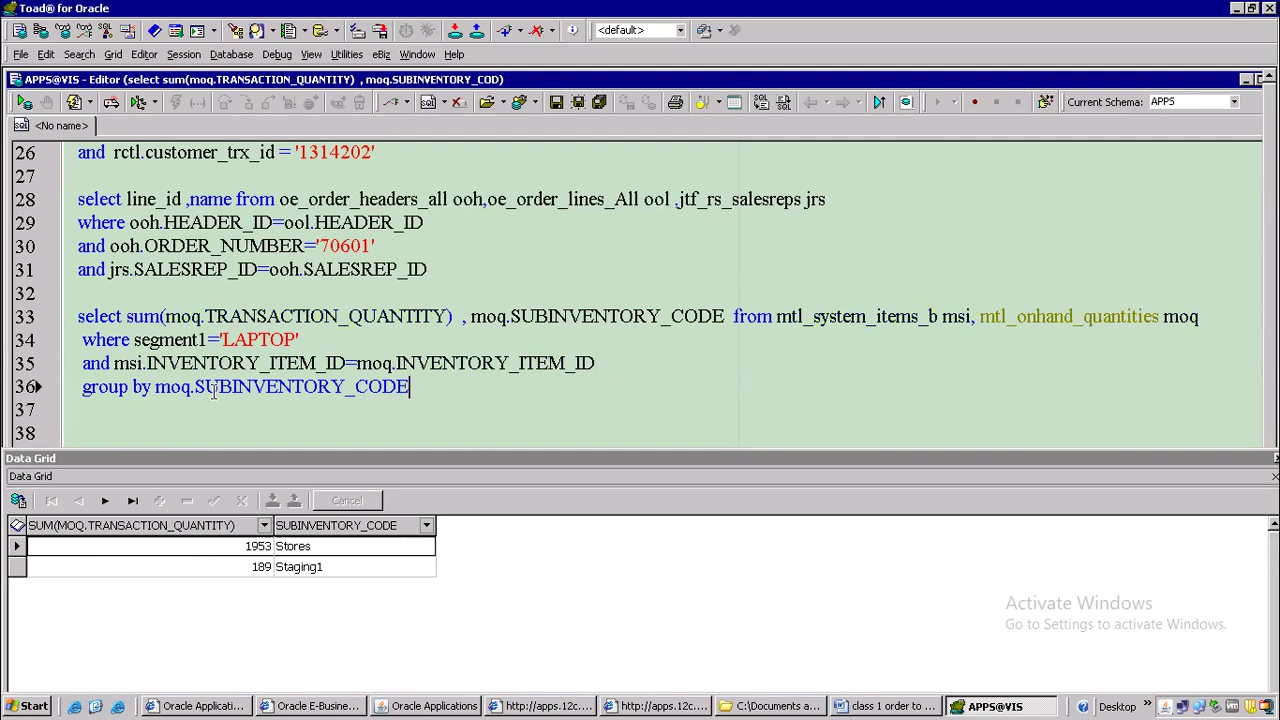 Toad® for Oracle
<default>
File Edit Search Grid Editor Session Database Debug View Utilities eBiz Window Help
APPS@VIS - Editor (select sum(moq.TRANSACTION_QUANTITY) , moq.SUBINVENTORY_COD)
Current Schema: APPS
<No name>
26 and rctl.customer_trx_id = '1314202'
27
28 select line_id ,name from oe_order_headers_all ooh,oe_order_lines_All ool ,jtf_rs_salesreps jrs
29 where ooh.HEADER_ID=ool.HEADER_ID
30 and ooh.ORDER_NUMBER='70601'
31 and jrs.SALESREP_ID=ooh.SALESREP_ID
32
33 select sum(moq.TRANSACTION_QUANTITY) , moq.SUBINVENTORY_CODE from mtl_system_items_b msi, mtl_onhand_quantities moq
34 where segment1='LAPTOP'
35 and msi.INVENTORY_ITEM_ID=moq.INVENTORY_ITEM_ID
36 group by moq.SUBINVENTORY_CODE
37
38
Data Grid
Data Grid
Cancel
SUM(MOQ.TRANSACTION_QUANTITY) SUBINVENTORY_CODE
1953 Stores
189 Staging1
Activate Windows
Go to Settings to activate Windows.
Start Oracle Applicati... Oracle E-Busine... Oracle Applications http://apps.12c.... http://apps.12c.... C:\Documents a... class 1 order to ... APPS@VIS Desktop